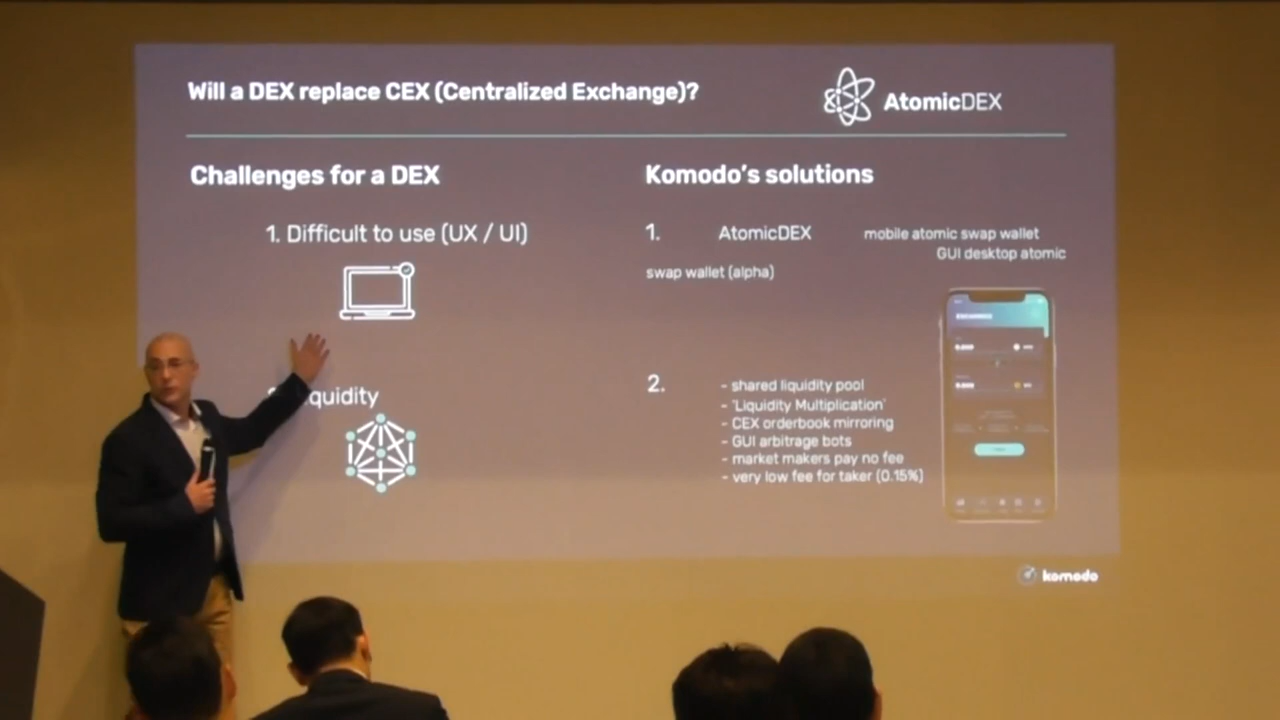 Will a DEX replace CEX (Centralized Exchange)?
AtomicDEX
Challenges for a DEX
1. Difficult to use (UX / UI)
quidity
Komodo's solutions
1. AtomicDEX mobile atomic swap wallet
GUI desktop atomic
swap wallet (alpha)
2.
- shared liquidity pool
- 'Liquidity Multiplication'
- CEX orderbook mirroring
- GUI arbitrage bots
- market makers pay no fee
- very low fee for taker (0.15%)
komodo